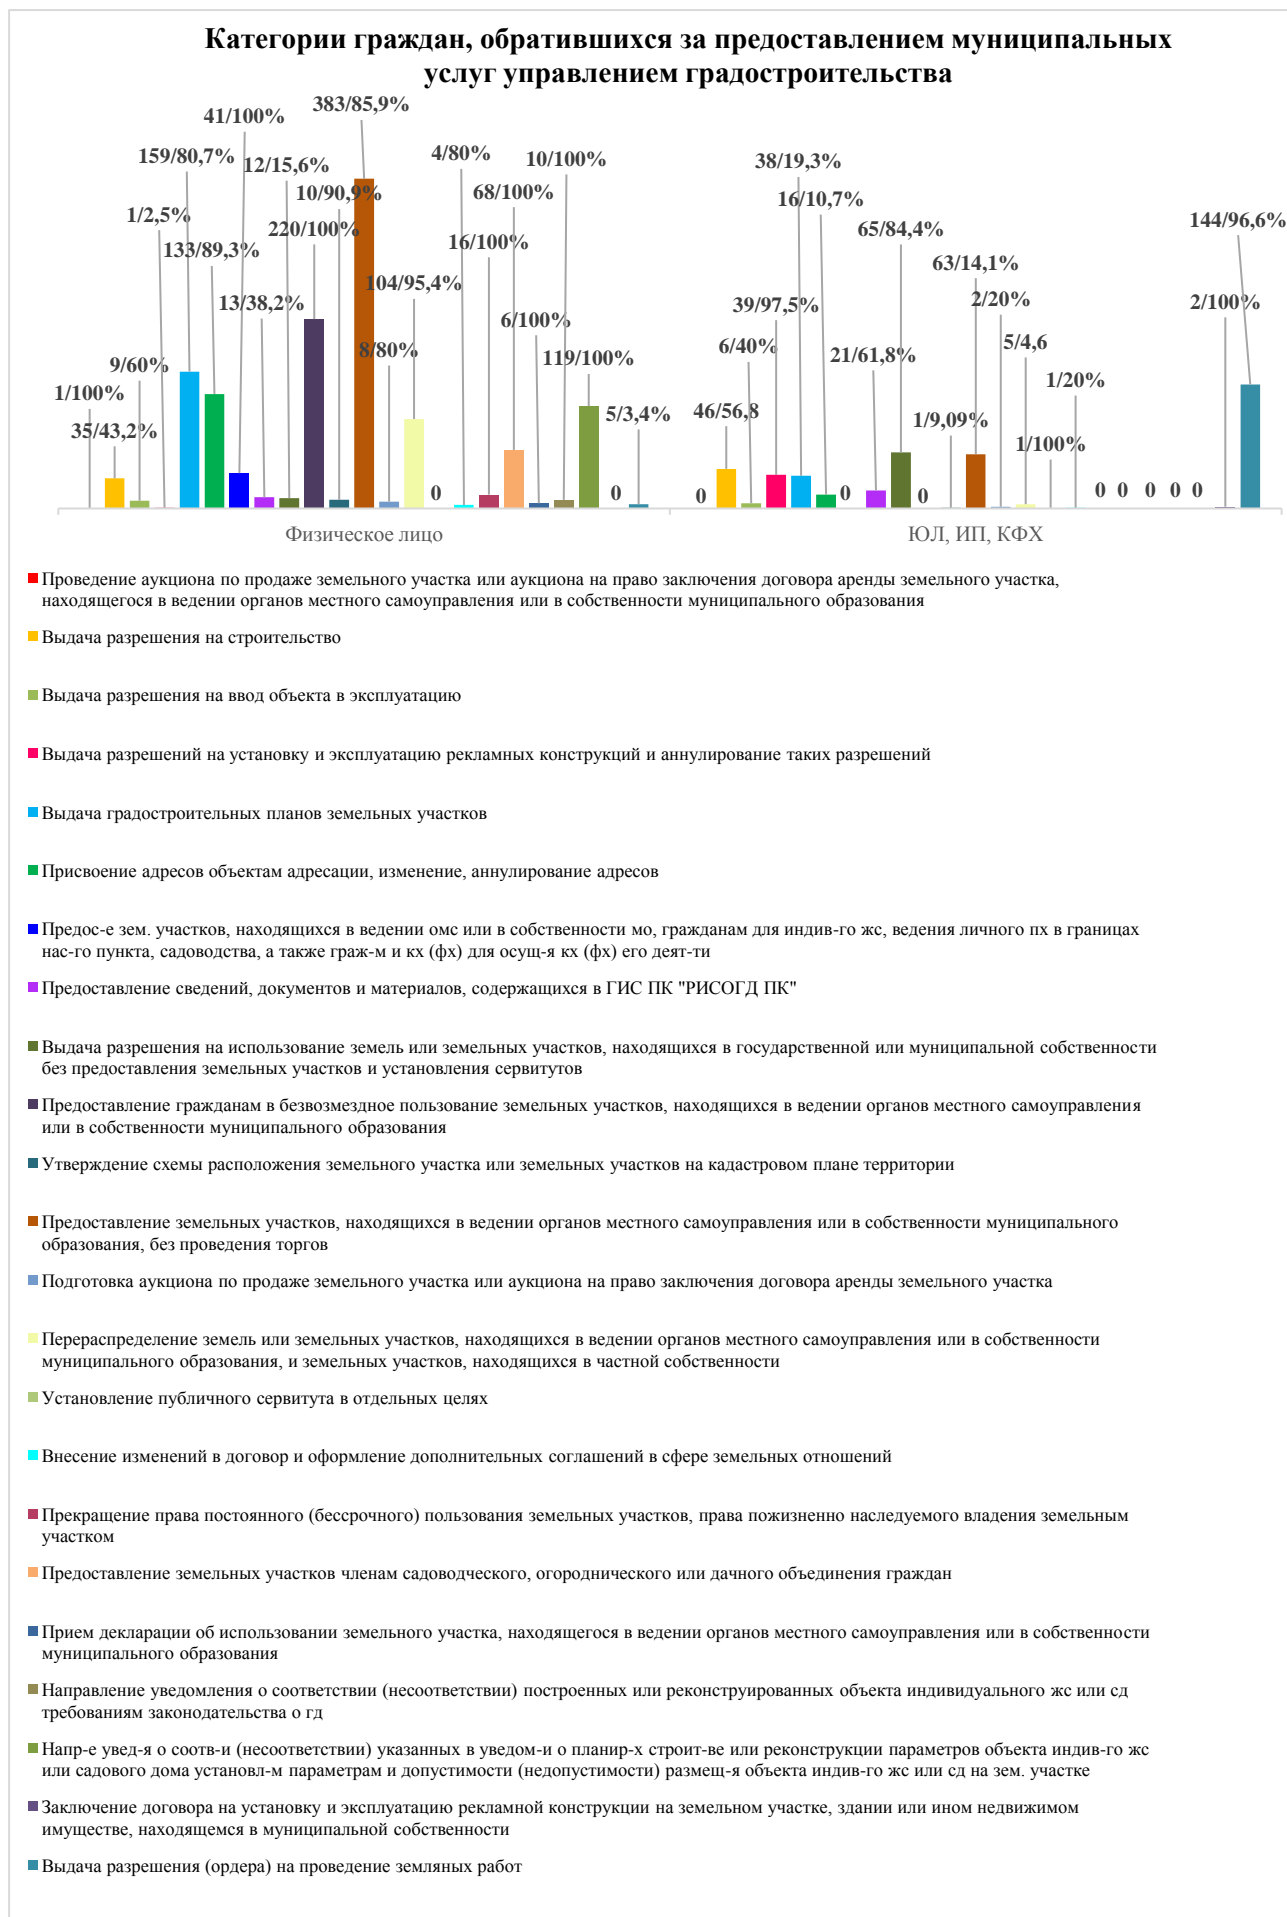 Категории граждан, обратившихся за предоставлением муниципальных
услуг управлением градостроительства
1/100%
35/43,2%
9/60%
1/2,5%
159/80,7%
133/89,3%
41/100%
13/38,2%
12/15,6%
220/100%
10/90,9%
383/85,9%
8/80%
104/95,4%
0
4/80%
16/100%
68/100%
6/100%
10/100%
119/100%
0
5/3,4%
0
46/56,8
6/40%
39/97,5%
38/19,3%
16/10,7%
0
21/61,8%
65/84,4%
0
1/9,09%
63/14,1%
2/20%
5/4,6
1/100%
1/20%
0
0
0
0
0
2/100%
144/96,6%
Физическое лицо
ЮЛ, ИП, КФХ
Проведение аукциона по продаже земельного участка или аукциона на право заключения договора аренды земельного участка,
находящегося в ведении органов местного самоуправления или в собственности муниципального образования
Выдача разрешения на строительство
Выдача разрешения на ввод объекта в эксплуатацию
Выдача разрешений на установку и эксплуатацию рекламных конструкций и аннулирование таких разрешений
Выдача градостроительных планов земельных участков
Присвоение адресов объектам адресации, изменение, аннулирование адресов
Предос-е зем. участков, находящихся в ведении омс или в собственности мо, гражданам для индив-го жс, ведения личного пх в границах
нас-го пункта, садоводства, а также граж-м и кх (фх) для осущ-я кх (фх) его деят-ти
Предоставление сведений, документов и материалов, содержащихся в ГИС ПК "РИСОГД ПК"
Выдача разрешения на использование земель или земельных участков, находящихся в государственной или муниципальной собственности
без предоставления земельных участков и установления сервитутов
Предоставление гражданам в безвозмездное пользование земельных участков, находящихся в ведении органов местного самоуправления
или в собственности муниципального образования
Утверждение схемы расположения земельного участка или земельных участков на кадастровом плане территории
Предоставление земельных участков, находящихся в ведении органов местного самоуправления или в собственности муниципального
образования, без проведения торгов
Подготовка аукциона по продаже земельного участка или аукциона на право заключения договора аренды земельного участка
Перераспределение земель или земельных участков, находящихся в ведении органов местного самоуправления или в собственности
муниципального образования, и земельных участков, находящихся в частной собственности
Установление публичного сервитута в отдельных целях
Внесение изменений в договор и оформление дополнительных соглашений в сфере земельных отношений
Прекращение права постоянного (бессрочного) пользования земельных участков, права пожизненно наследуемого владения земельным
участком
Предоставление земельных участков членам садоводческого, огороднического или дачного объединения граждан
Прием декларации об использовании земельного участка, находящегося в ведении органов местного самоуправления или в собственности
муниципального образования
Направление уведомления о соответствии (несоответствии) построенных или реконструированных объекта индивидуального жс или сд
требованиям законодательства о гд
Напр-е увед-я о соотв-и (несоответствии) указанных в уведом-и о планир-х строит-ве или реконструкции параметров объекта индив-го жс
или садового дома установл-м параметрам и допустимости (недопустимости) размещ-я объекта индив-го жс или сд на зем. участке
Заключение договора на установку и эксплуатацию рекламной конструкции на земельном участке, здании или ином недвижимом
имуществе, находящемся в муниципальной собственности
Выдача разрешения (ордера) на проведение земляных работ